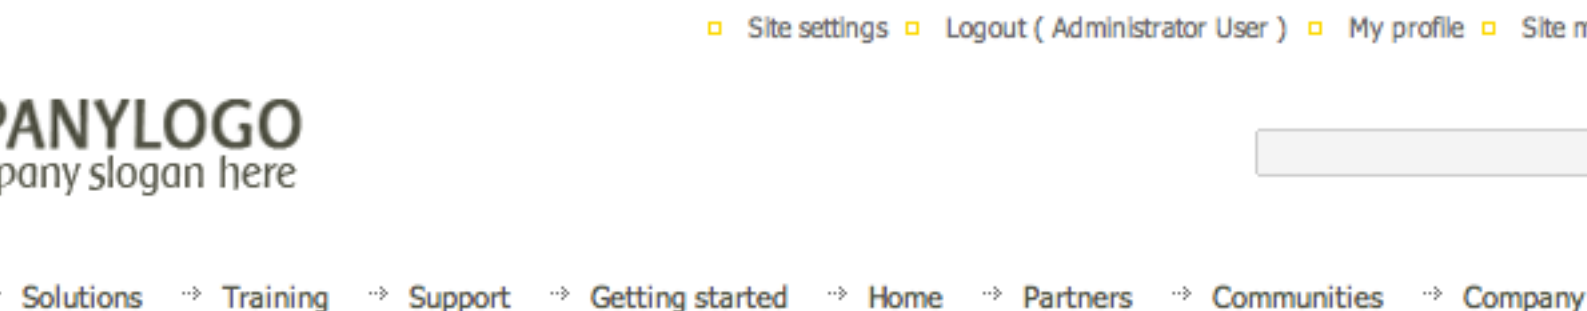 Site settings Logout ( Administrator User ) My profile Site
PANYLOGO
pany slogan here
Solutions Training Support Getting started Home Partners Communities Company